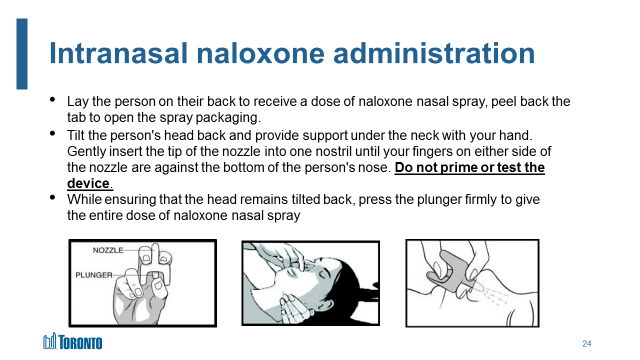 Intranasal naloxone administration
• Lay the person on their back to receive a dose of naloxone nasal spray, peel back the
tab to open the spray packaging.
• Tilt the person's head back and provide support under the neck with your hand.
Gently insert the tip of the nozzle into one nostril until your fingers on either side of
the nozzle are against the bottom of the person's nose. Do not prime or test the
device.
• While ensuring that the head remains tilted back, press the plunger firmly to give
the entire dose of naloxone nasal spray
NOZZLE
PLUNGER
TORONTO
24